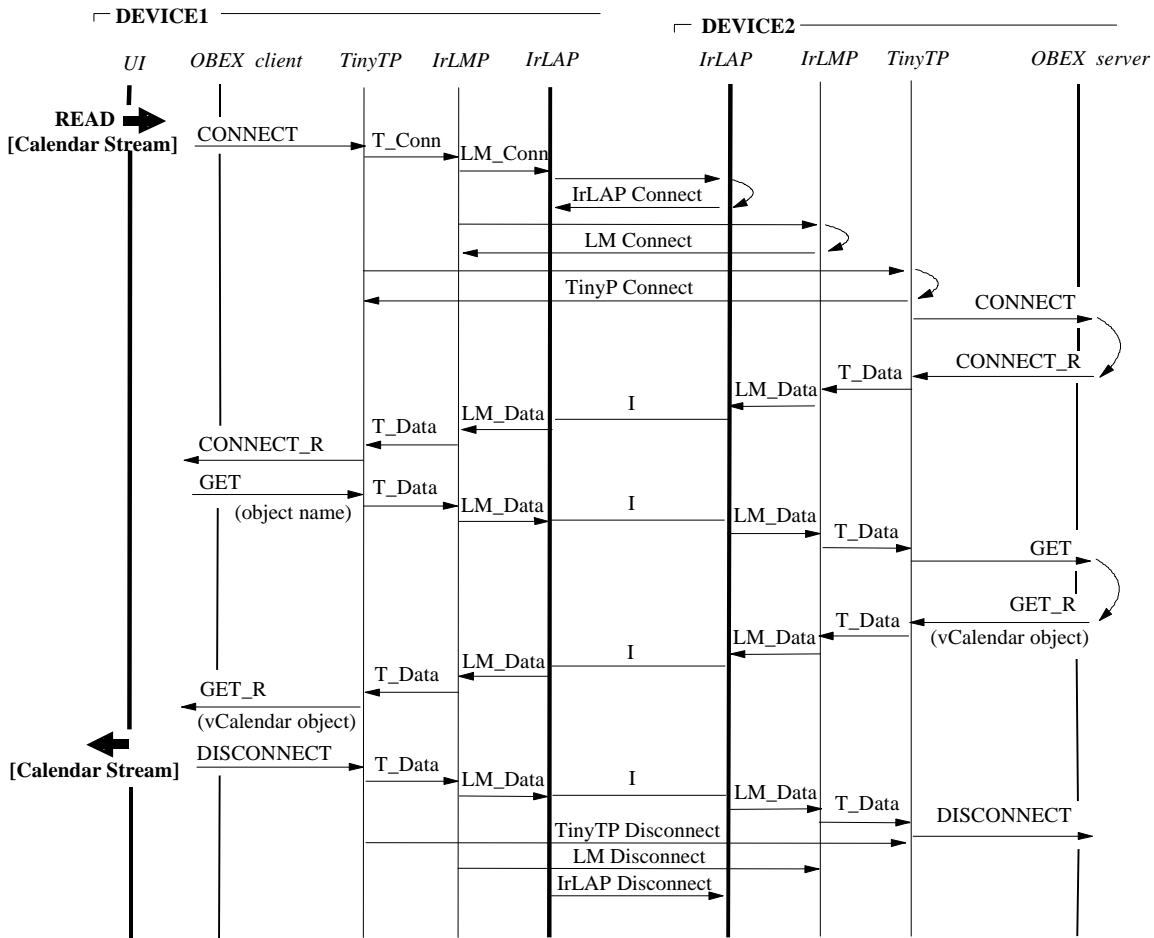 DEVICE1
DEVICE2
UI OBEX client TinyTP IrLMP IrLAP IrLAP IrLMP TinyTP OBEX server
READ
[Calendar Stream]
CONNECT
T_Conn
LM_Conn
IrLAP Connect
LM Connect
TinyP Connect
CONNECT
CONNECT_R
T_Data
LM_Data
I
LM_Data
T_Data
CONNECT_R
GET
(object name)
T_Data
LM_Data
I
LM_Data
T_Data
GET
GET_R
(vCalendar object)
T_Data
LM_Data
I
LM_Data
T_Data
GET_R
(vCalendar object)
[Calendar Stream]
DISCONNECT
T_Data
LM_Data
I
LM_Data
T_Data
DISCONNECT
TinyTP Disconnect
LM Disconnect
IrLAP Disconnect